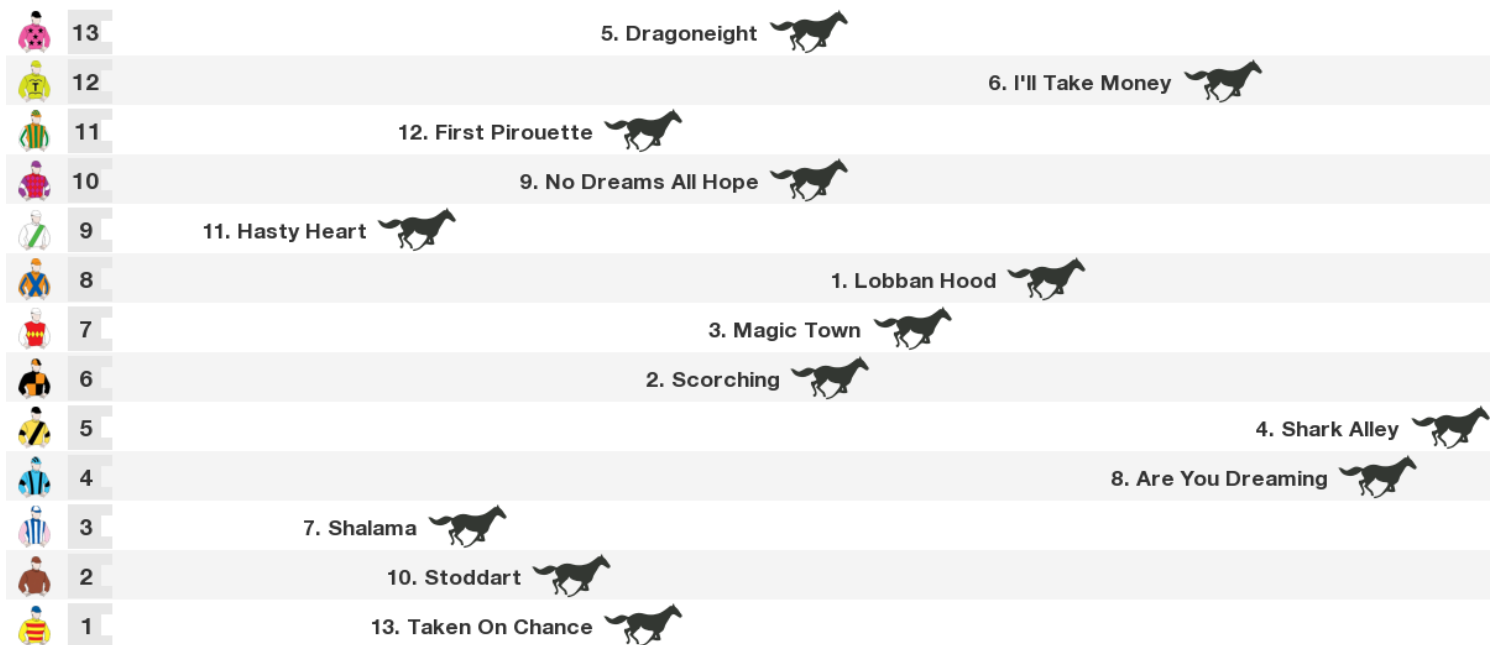 13 5. Dragoneight
12 6. I'll Take Money
11 12. First Pirouette
10 9. No Dreams All Hope
9 11. Hasty Heart
8 1. Lobban Hood
7 3. Magic Town
6 2. Scorching
5 4. Shark Alley
4 8. Are You Dreaming
3 7. Shalama
2 10. Stoddart
1 13. Taken On Chance